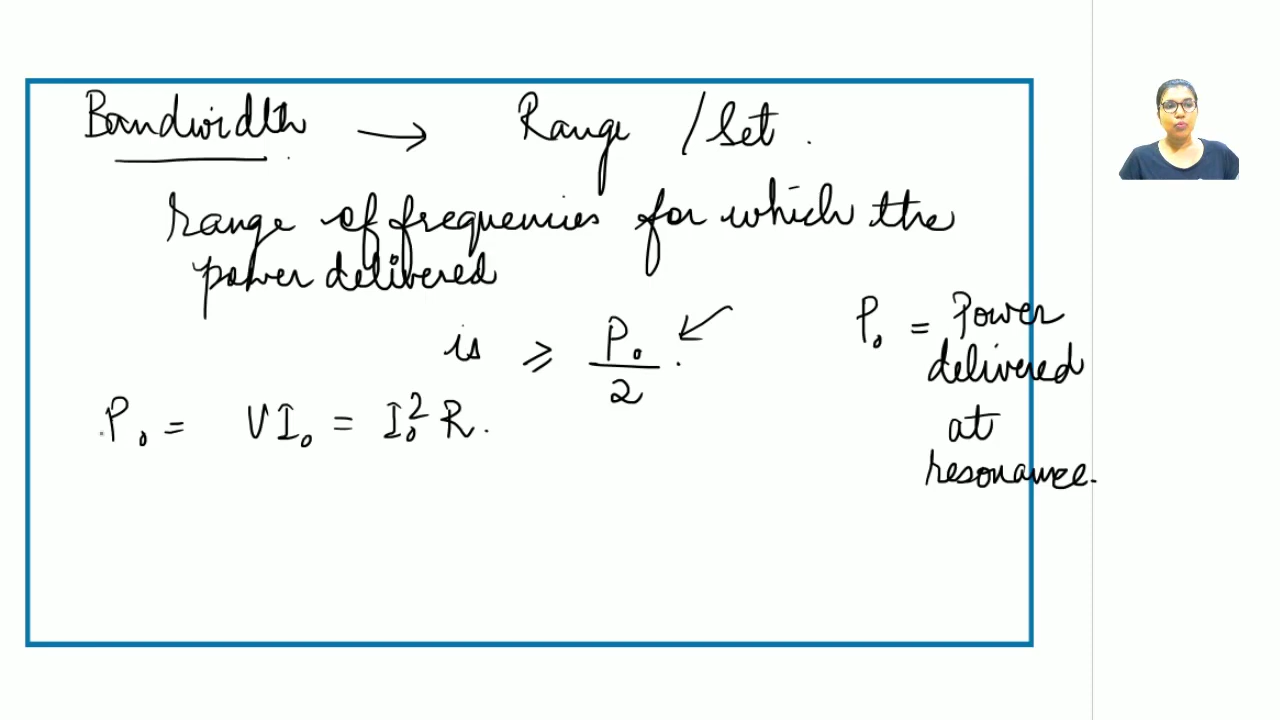 Bandwidth → Range / Set.
range of frequencies for which the
power delivered
is ⩾ P₀/2.
P₀ = Power
delivered
at
resonance.
P₀ = VI₀ = I₀²R.